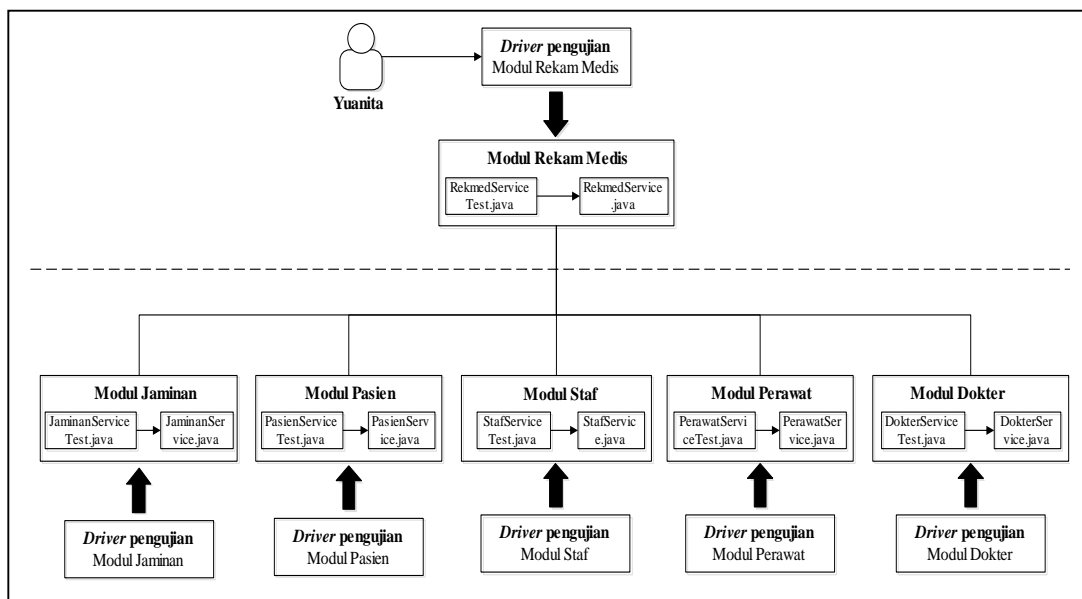 Driver pengujian
Modul Rekam Medis
Yuanita
Modul Rekam Medis
RekmedService
Test.java
RekmedService
.java
Modul Jaminan
JaminanService
Test.java
JaminanSer
vice.java
Modul Pasien
PasienService
Test.java
PasienServ
ice.java
Modul Staf
StafService
Test.java
StafServic
e.java
Modul Perawat
PerawatServi
ceTest.java
PerawatSer
vice.java
Modul Dokter
DokterService
Test.java
DokterSer
vice.java
Driver pengujian
Modul Jaminan
Driver pengujian
Modul Pasien
Driver pengujian
Modul Staf
Driver pengujian
Modul Perawat
Driver pengujian
Modul Dokter